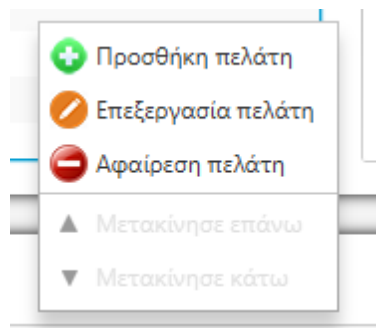 Προσθήκη πελάτη
Επεξεργασία πελάτη
Αφαίρεση πελάτη
Μετακίνησε επάνω
Μετακίνησε κάτω